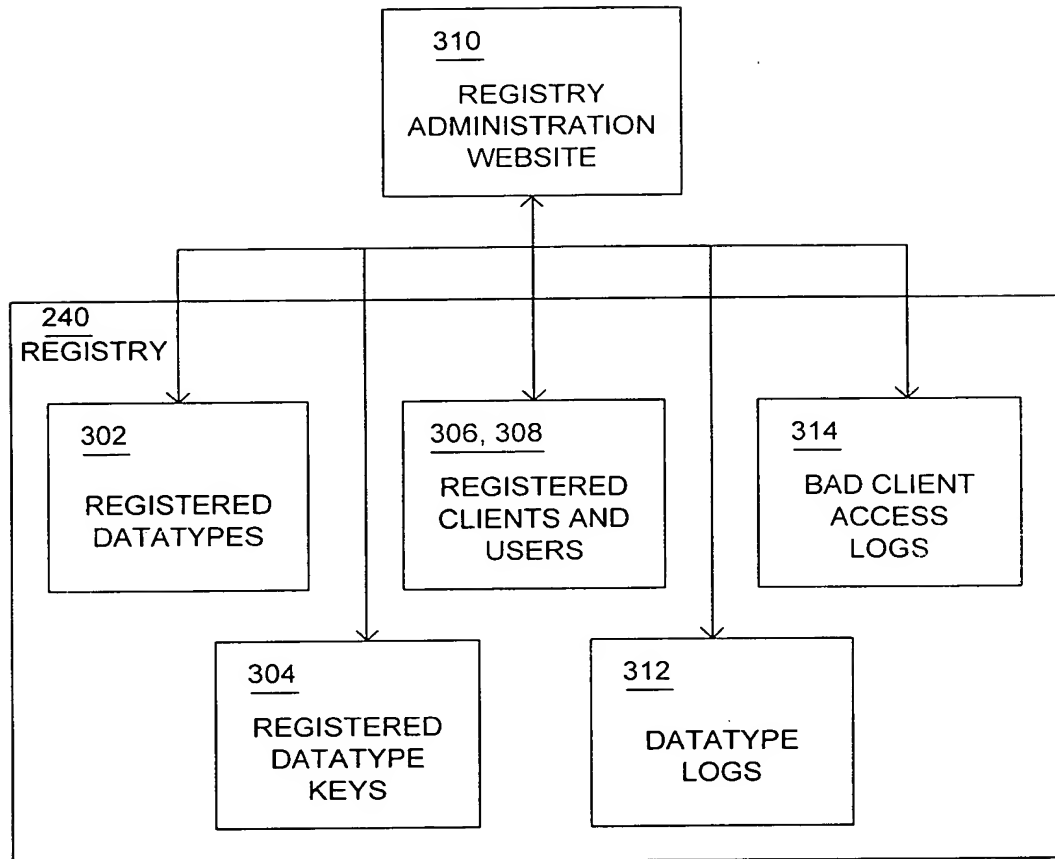 310
REGISTRY
ADMINISTRATION
WEBSITE
240
REGISTRY
302
REGISTERED
DATATYPES
306, 308
REGISTERED
CLIENTS AND
USERS
314
BAD CLIENT
ACCESS
LOGS
304
REGISTERED
DATATYPE
KEYS
312
DATATYPE
LOGS